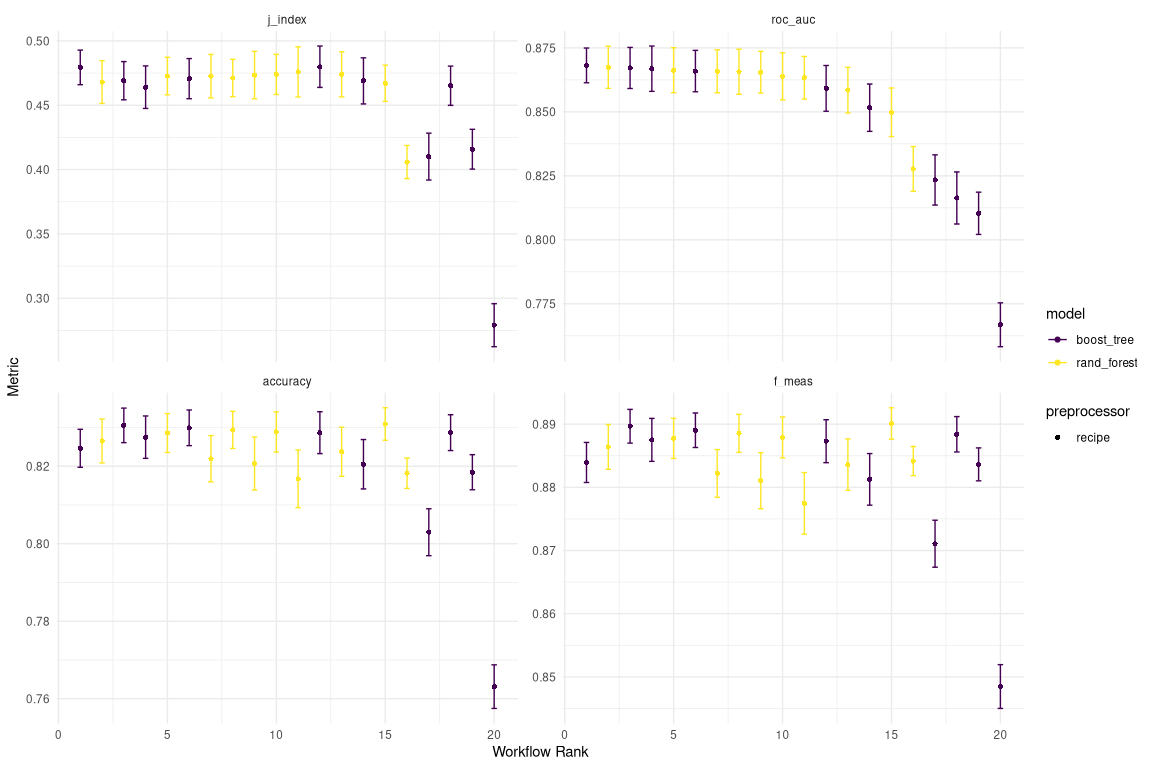 j_index
roc_auc
0.50
0.45
0.40
0.35
0.30
0.875
0.850
0.825
0.800
0.775
accuracy
f_meas
0.82
0.80
0.78
0.76
0.89
0.88
0.87
0.86
0.85
0 5 10 15 20
0 5 10 15 20
Metric
Workflow Rank
model
boost_tree
rand_forest
preprocessor
recipe